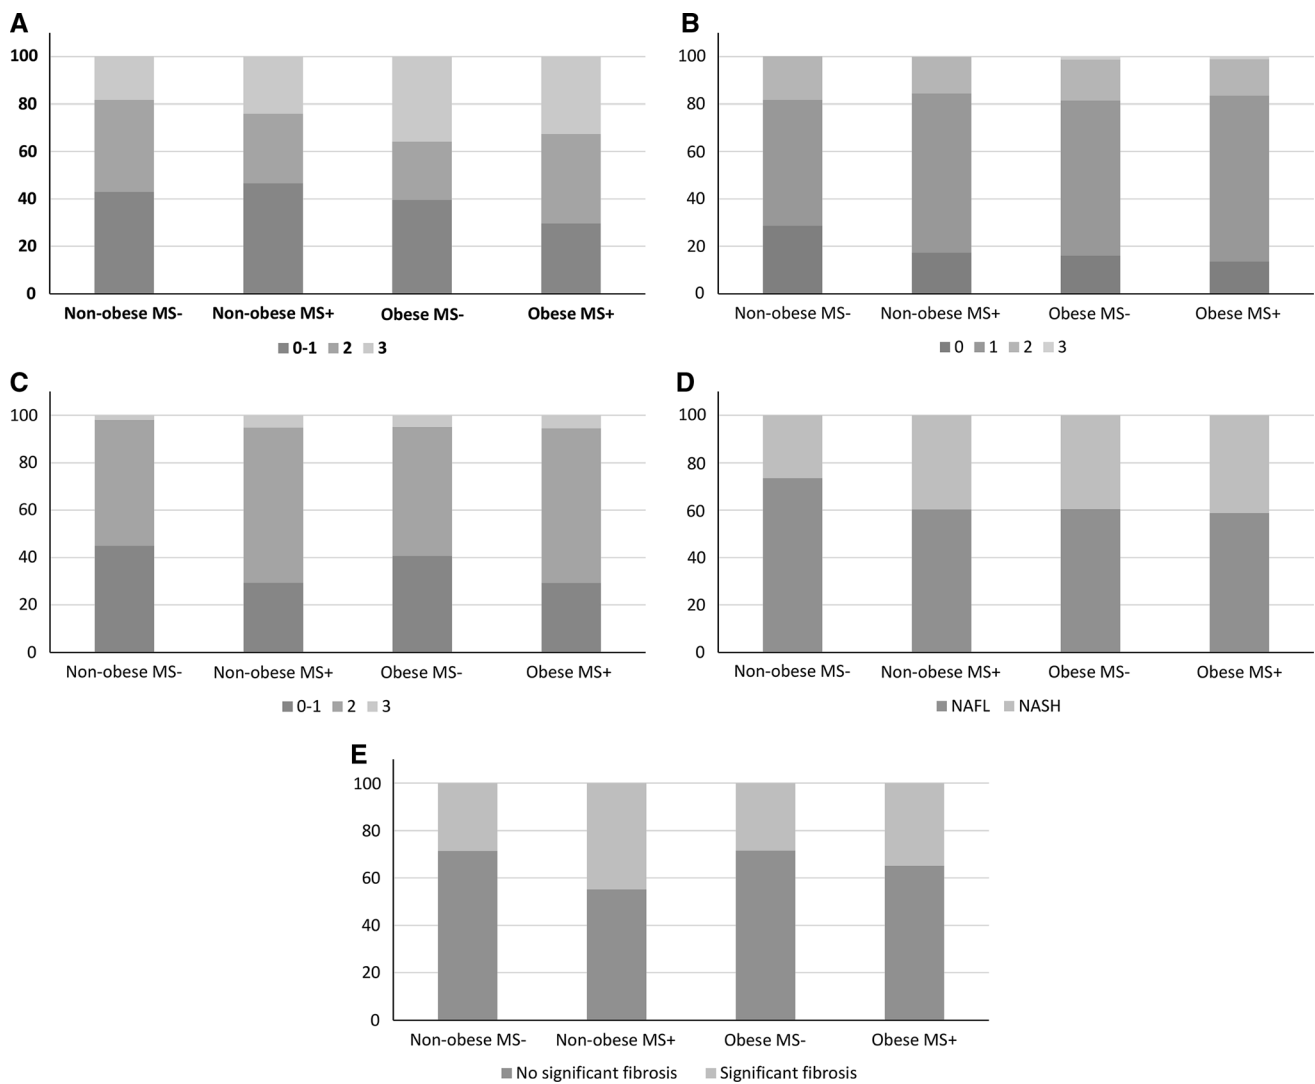 A
100
80
60
40
20
0
Non-obese MS- Non-obese MS+ Obese MS- Obese MS+
0-1 2 3
B
100
80
60
40
20
0
Non-obese MS- Non-obese MS+ Obese MS- Obese MS+
0 1 2 3
C
100
80
60
40
20
0
Non-obese MS- Non-obese MS+ Obese MS- Obese MS+
0-1 2 3
D
100
80
60
40
20
0
Non-obese MS- Non-obese MS+ Obese MS- Obese MS+
NAFL NASH
E
100
80
60
40
20
0
Non-obese MS- Non-obese MS+ Obese MS- Obese MS+
No significant fibrosis Significant fibrosis